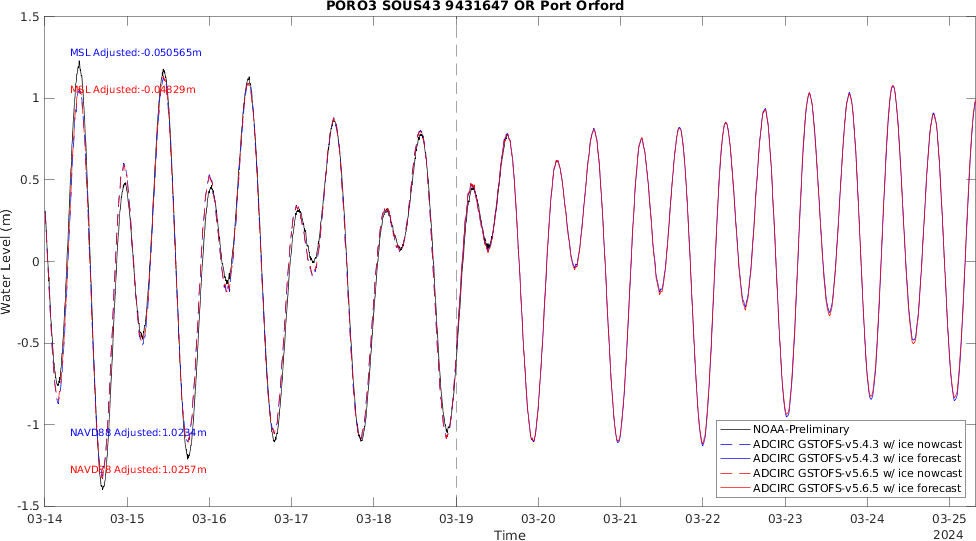 PORO3 SOUS43 9431647 OR Port Orford
1.5
1
0.5
0
-0.5
-1
-1.5
Water Level (m)
MSL Adjusted:-0.050565m
MSL Adjusted:-0.04829m
NAVD88 Adjusted:1.0234m
NAVD88 Adjusted:1.0257m
NOAA-Preliminary
ADCIRC GSTOFS-v5.4.3 w/ ice nowcast
ADCIRC GSTOFS-v5.4.3 w/ ice forecast
ADCIRC GSTOFS-v5.6.5 w/ ice nowcast
ADCIRC GSTOFS-v5.6.5 w/ ice forecast
03-14 03-15 03-16 03-17 03-18 03-19 03-20 03-21 03-22 03-23 03-24 03-25
Time
2024